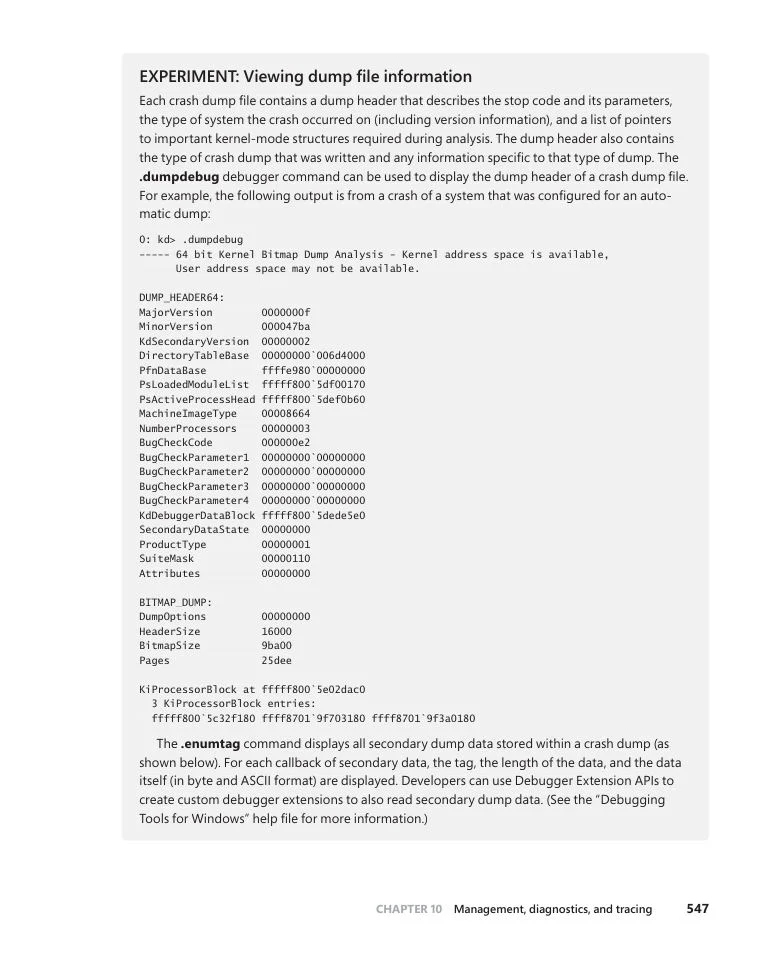 EXPERIMENT: Viewing dump file information
Each crash dump file contains a dump header that describes the stop code and its parameters,
the type of system the crash occurred on (including version information), and a list of pointers
to important kernel-mode structures required during analysis. The dump header also contains
the type of crash dump that was written and any information specific to that type of dump. The
.dumpdebug debugger command can be used to display the dump header of a crash dump file.
For example, the following output is from a crash of a system that was configured for an auto-
matic dump:
0: kd> .dumpdebug
----- 64 bit Kernel Bitmap Dump Analysis - Kernel address space is available,
User address space may not be available.
DUMP_HEADER64:
MajorVersion 0000000f
MinorVersion 000047ba
KdSecondaryVersion 00000002
DirectoryTableBase 00000000`006d4000
PfnDataBase ffffe980`00000000
PsLoadedModuleList fffff800`5df00170
PsActiveProcessHead fffff800`5def0b60
MachineImageType 00008664
NumberProcessors 00000003
BugCheckCode 000000e2
BugCheckParameter1 00000000`00000000
BugCheckParameter2 00000000`00000000
BugCheckParameter3 00000000`00000000
BugCheckParameter4 00000000`00000000
KdDebuggerDataBlock fffff800`5dede5e0
SecondaryDataState 00000000
ProductType 00000001
SuiteMask 00000110
Attributes 00000000
BITMAP_DUMP:
DumpOptions 00000000
HeaderSize 16000
BitmapSize 9ba00
Pages 25dee
KiProcessorBlock at fffff800`5e02dac0
3 KiProcessorBlock entries:
fffff800`5c32f180 ffff8701`9f703180 ffff8701`9f3a0180
The .enumtag command displays all secondary dump data stored within a crash dump (as
shown below). For each callback of secondary data, the tag, the length of the data, and the data
itself (in byte and ASCII format) are displayed. Developers can use Debugger Extension APIs to
create custom debugger extensions to also read secondary dump data. (See the “Debugging
Tools for Windows” help file for more information.)
CHAPTER 10 Management, diagnostics, and tracing 547